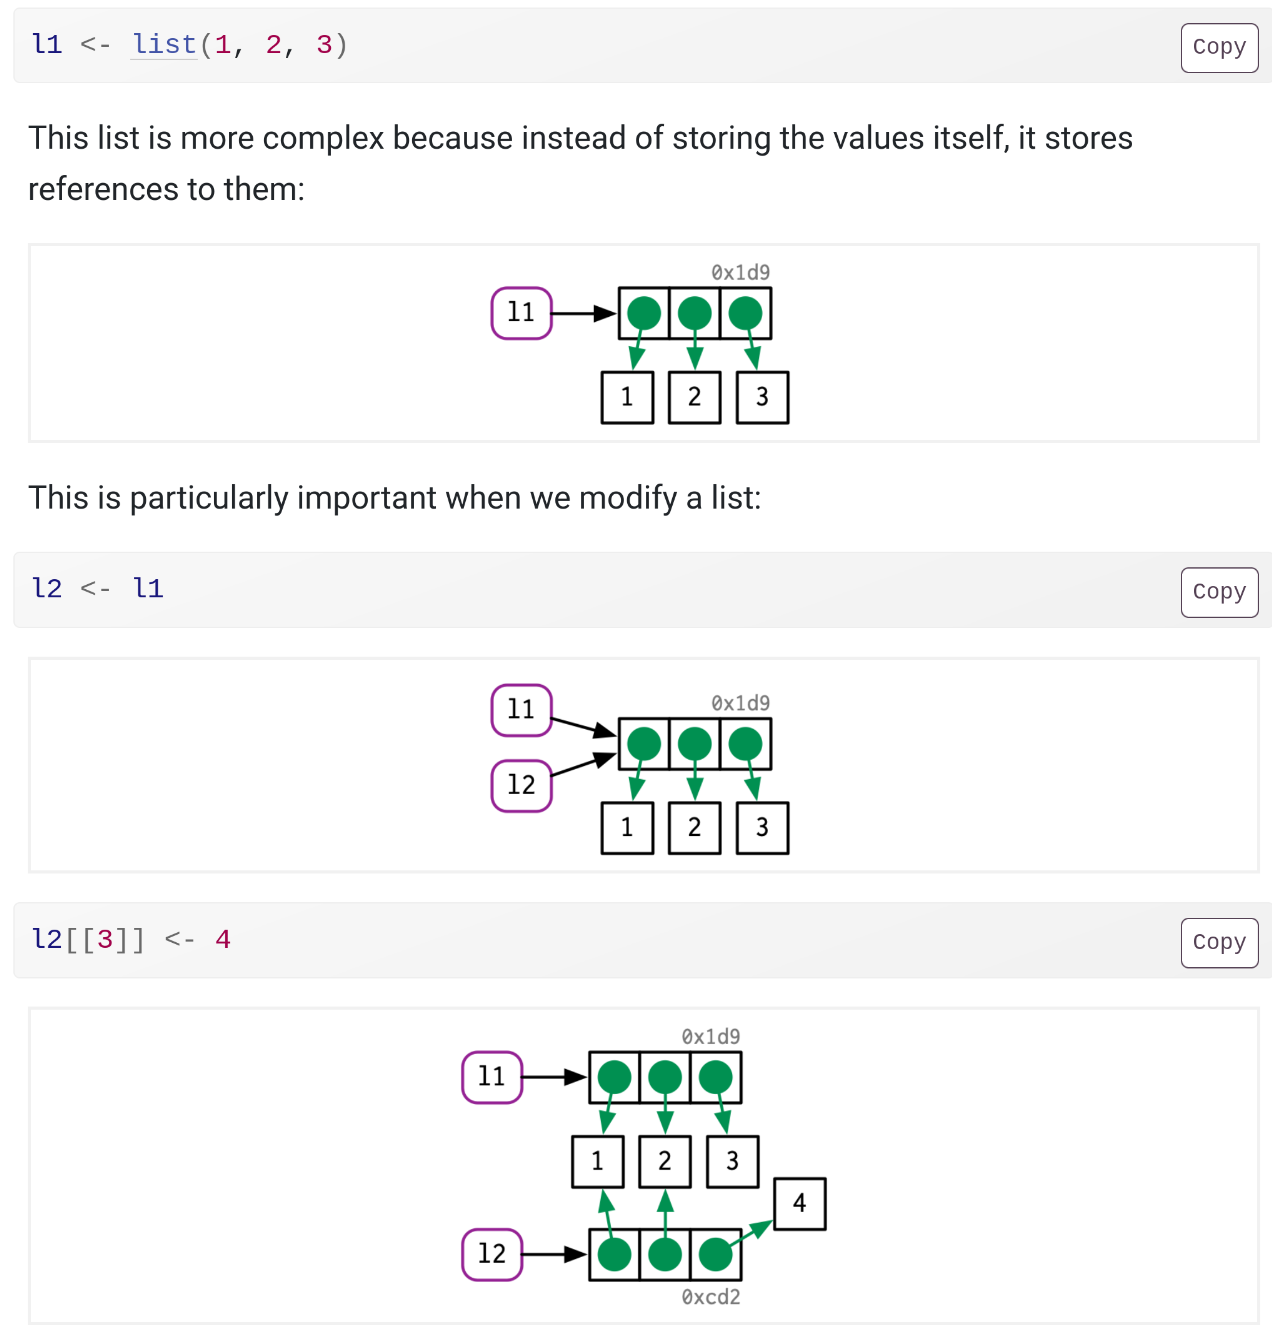 l1 <- list(1, 2, 3)
Copy
This list is more complex because instead of storing the values itself, it stores
references to them:
0x1d9
l1
1 2 3
This is particularly important when we modify a list:
l2 <- l1
Copy
l1
0x1d9
l2
1 2 3
l2[[3]] <- 4
Copy
0x1d9
l1
1 2 3
4
l2
0xcd2